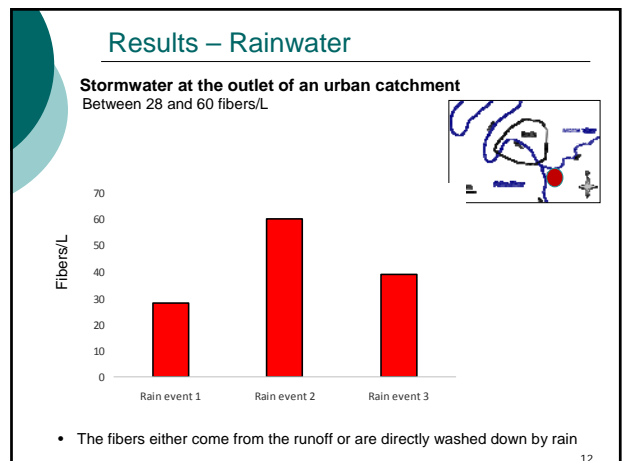 Results – Rainwater
Stormwater at the outlet of an urban catchment
Between 28 and 60 fibers/L
70
60
50
40
30
20
10
0
Fibers/L
Rain event 1 Rain event 2 Rain event 3
• The fibers either come from the runoff or are directly washed down by rain
12